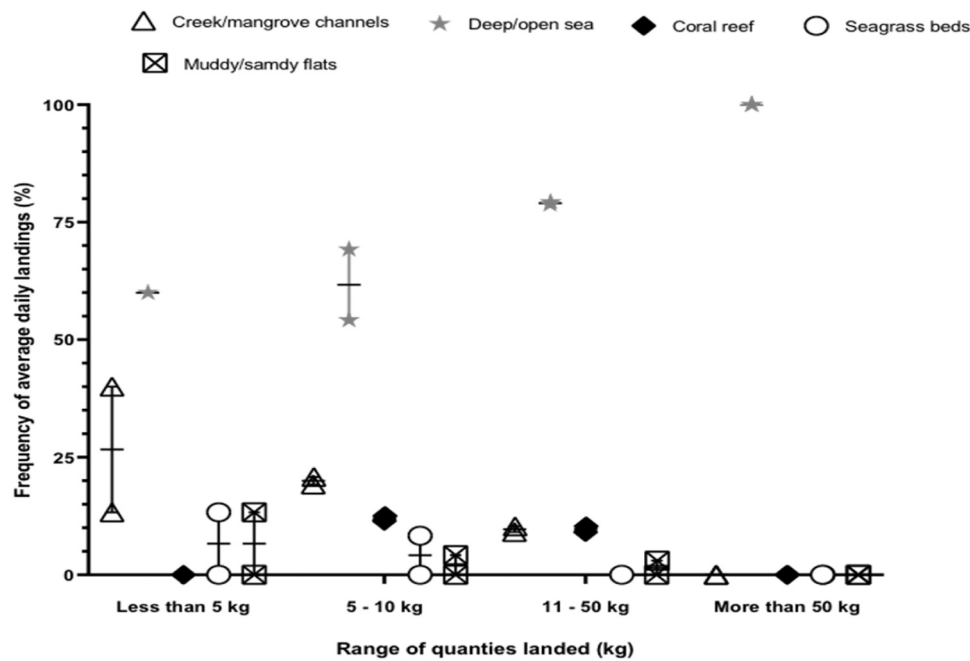 Creek/mangrove channels Deep/open sea Coral reef Seagrass beds
Muddy/samdy flats
Frequency of average daily landings (%)
100
75
50
25
0
Less than 5 kg 5 - 10 kg 11 - 50 kg More than 50 kg
Range of quanties landed (kg)